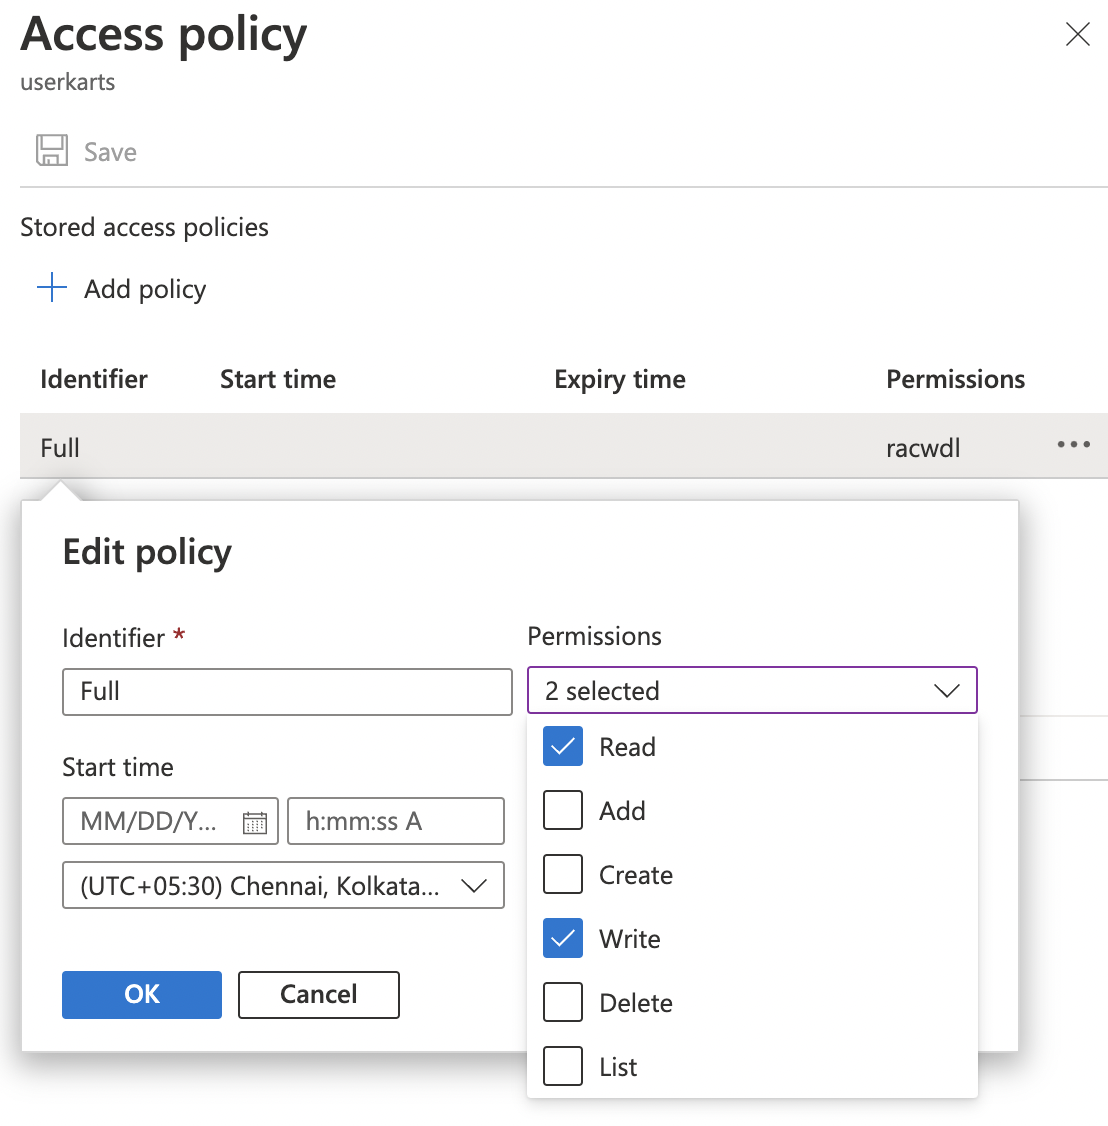 Access policy
userkarts
Save
Stored access policies
Add policy
Identifier Start time Expiry time Permissions
Full racwdl
Edit policy
Identifier * Permissions
Full 2 selected
Read
Start time
Add
MM/DD/Y... h:mm:ss A
Create
(UTC+05:30) Chennai, Kolkata...
Write
OK Cancel
Delete
List